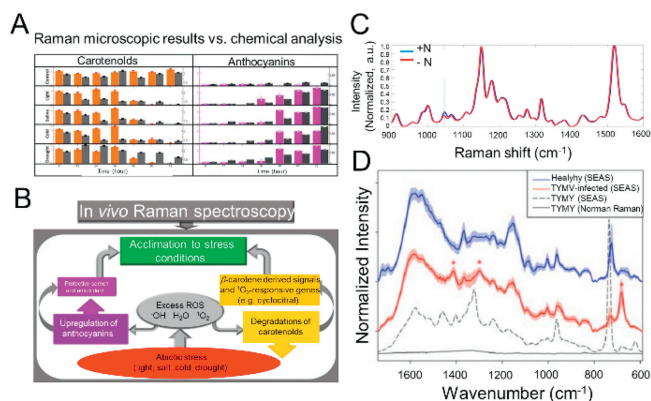 A
Raman microscopic results vs. chemical analysis
Carotenoids
Anthocyanins
Control
Light
Saline
Cold
Drought
Time (hour)
Time (hour)
B
In vivo Raman spectroscopy
Acclimation to stress
conditions
Protective screen
and antioxidant
β-carotene derived signals
and ¹O₂-responsive genes
(e.g. cyclocitral)
Excess ROS
·OH H₂O ¹O₂
Upregulation of
anthocyanins
Degradations of
carotenoids
Abiotic stress
(light, salt, cold, drought)
C
+N
- N
Intensity
(Normalized, a.u.)
1.0
0.9
0.8
0.7
0.6
0.5
0.4
0.3
0.2
0.1
900 1000 1100 1200 1300 1400 1500 1600
Raman shift (cm⁻¹)
D
Healyhy (SEAS)
TYMV-infected (SEAS)
TYMY (SEAS)
TYMY (Norman Raman)
Normalized Intensity
*
*
*
1600 1400 1200 1000 800 600
Wavenumber (cm⁻¹)